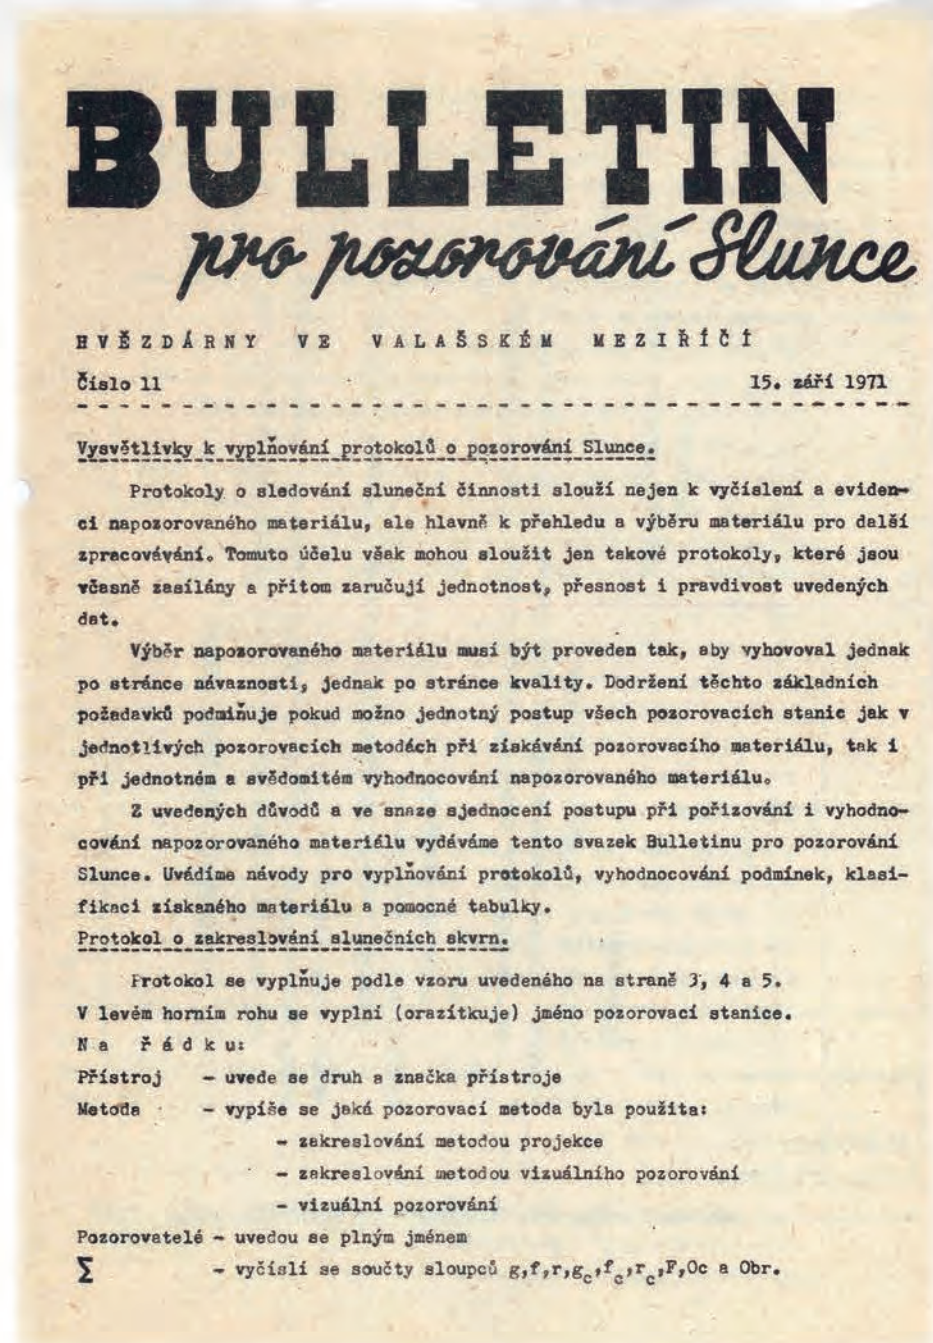 BULLETIN
pro pozorování Slunce
HVĚZDÁRNY VE VALAŠSKÉM MEZIŘÍČÍ
Číslo 11 15. září 1971
Vysvětlivky k vyplňování protokolů o pozorování Slunce.
Protokoly o sledování sluneční činnosti slouží nejen k vyčíslení a eviden-
ci napozorovaného materiálu, ale hlavně k přehledu a výběru materiálu pro další
zpracovávání. Tomuto účelu však mohou sloužit jen takové protokoly, které jsou
včasně zasílány a přitom zaručují jednotnost, přesnost i pravdivost uvedených
dat.
Výběr napozorovaného materiálu musí být proveden tak, aby vyhovoval jednak
po stránce návaznosti, jednak po stránce kvality. Dodržení těchto základních
požadavků podmiňuje pokud možno jednotný postup všech pozorovacích stanic jak v
jednotlivých pozorovacích metodách při získávání pozorovacího materiálu, tak i
při jednotném a svědomitém vyhodnocování napozorovaného materiálu.
Z uvedených důvodů a ve snaze sjednocení postupu při pořizování i vyhodno-
cování napozorovaného materiálu vydáváme tento svazek Bulletinu pro pozorování
Slunce. Uvádíme návody pro vyplňování protokolů, vyhodnocování podmínek, klasi-
fikaci získaného materiálu a pomocné tabulky.
Protokol o zakreslování slunečních skvrn.
Protokol se vyplňuje podle vzoru uvedeného na straně 3, 4 a 5.
V levém horním rohu se vyplní (orazítkuje) jméno pozorovací stanice.
Na řádku:
Přístroj - uvede se druh a značka přístroje
Metoda - vypíše se jaká pozorovací metoda byla použita:
- zakreslování metodou projekce
- zakreslování metodou vizuálního pozorování
- vizuální pozorování
Pozorovatelé - uvedou se plným jménem
Σ - vyčíslí se součty sloupců g,f,r,g_c,f_c,r_c,F,Oc a Obr.